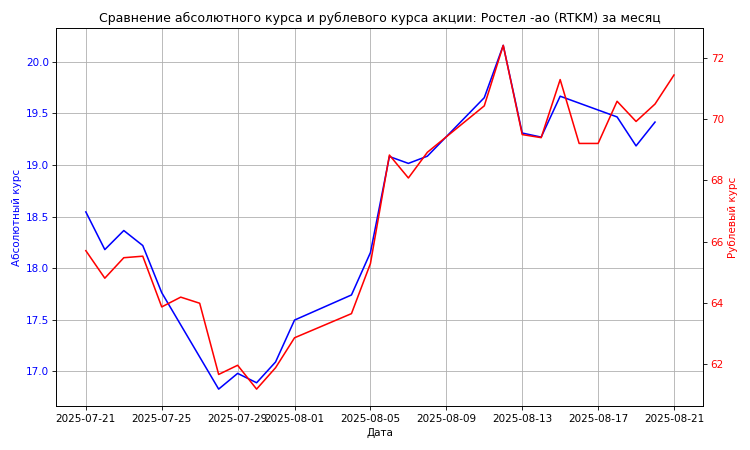 Сравнение абсолютного курса и рублевого курса акции: Ростел -ао (RTKM) за месяц
20.0
19.5
19.0
18.5
18.0
17.5
17.0
Абсолютный курс
72
70
68
66
64
62
Рублевый курс
2025-07-21 2025-07-25 2025-07-29 2025-08-01 2025-08-05 2025-08-09 2025-08-13 2025-08-17 2025-08-21
Дата